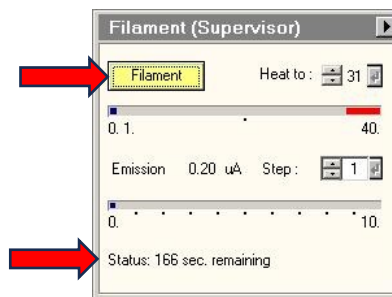 Filament (Supervisor)
Filament Heat to : 31
0. 1. 40.
Emission 0.20 uA Step : 1
0. 10.
Status: 166 sec. remaining